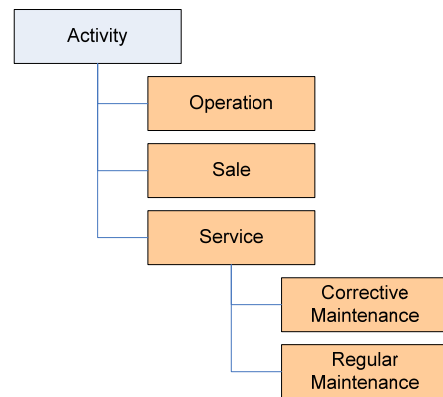 Activity
Operation
Sale
Service
Corrective
Maintenance
Regular
Maintenance